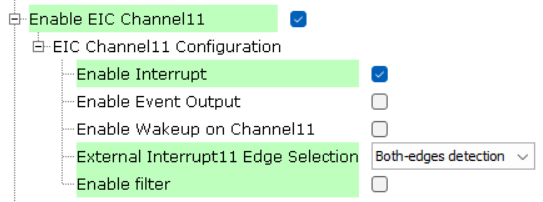 Enable EIC Channel11
EIC Channel11 Configuration
Enable Interrupt
Enable Event Output
Enable Wakeup on Channel11
External Interrupt11 Edge Selection Both-edges detection
Enable filter